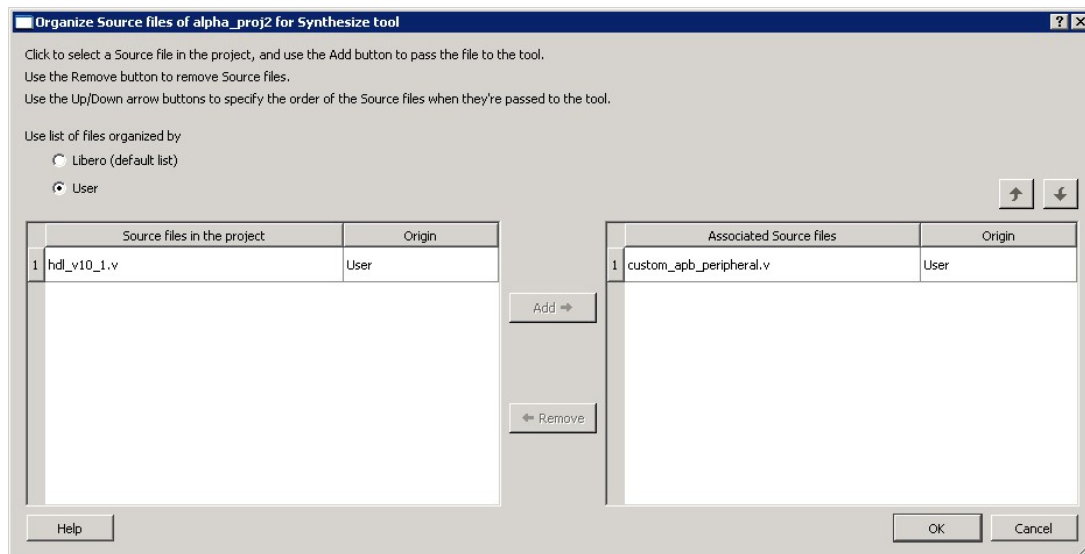 Organize Source files of alpha_proj2 for Synthesize tool
Click to select a Source file in the project, and use the Add button to pass the file to the tool.
Use the Remove button to remove Source files.
Use the Up/Down arrow buttons to specify the order of the Source files when they're passed to the tool.
Use list of files organized by
Libero (default list)
User
Source files in the project Origin
1 hdl_v10_1.v User
Associated Source files Origin
1 custom_apb_peripheral.v User
Add
Remove
Help OK Cancel